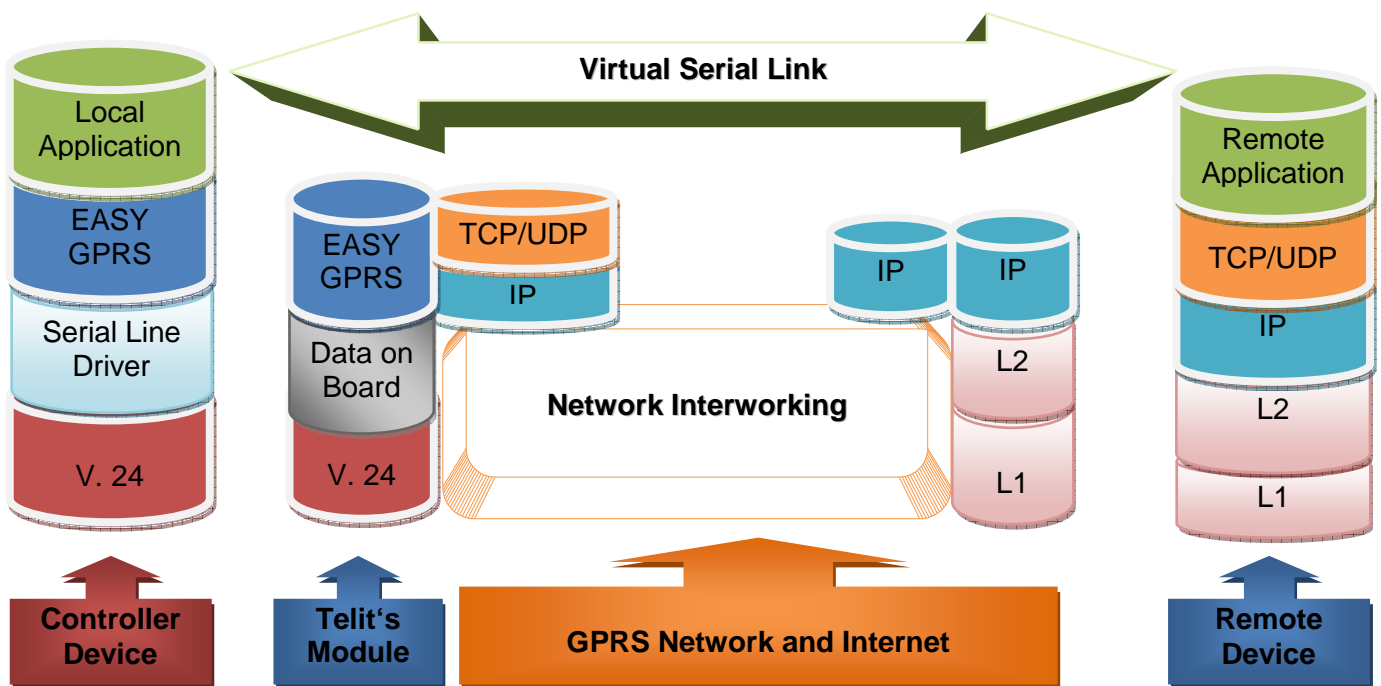 Virtual Serial Link
Local
Application
EASY
GPRS
Serial Line
Driver
V. 24
EASY
GPRS
Data on
Board
V. 24
TCP/UDP
IP
Network Interworking
IP
IP
L2
L1
Remote
Application
TCP/UDP
IP
L2
L1
Controller
Device
Telit‘s
Module
GPRS Network and Internet
Remote
Device